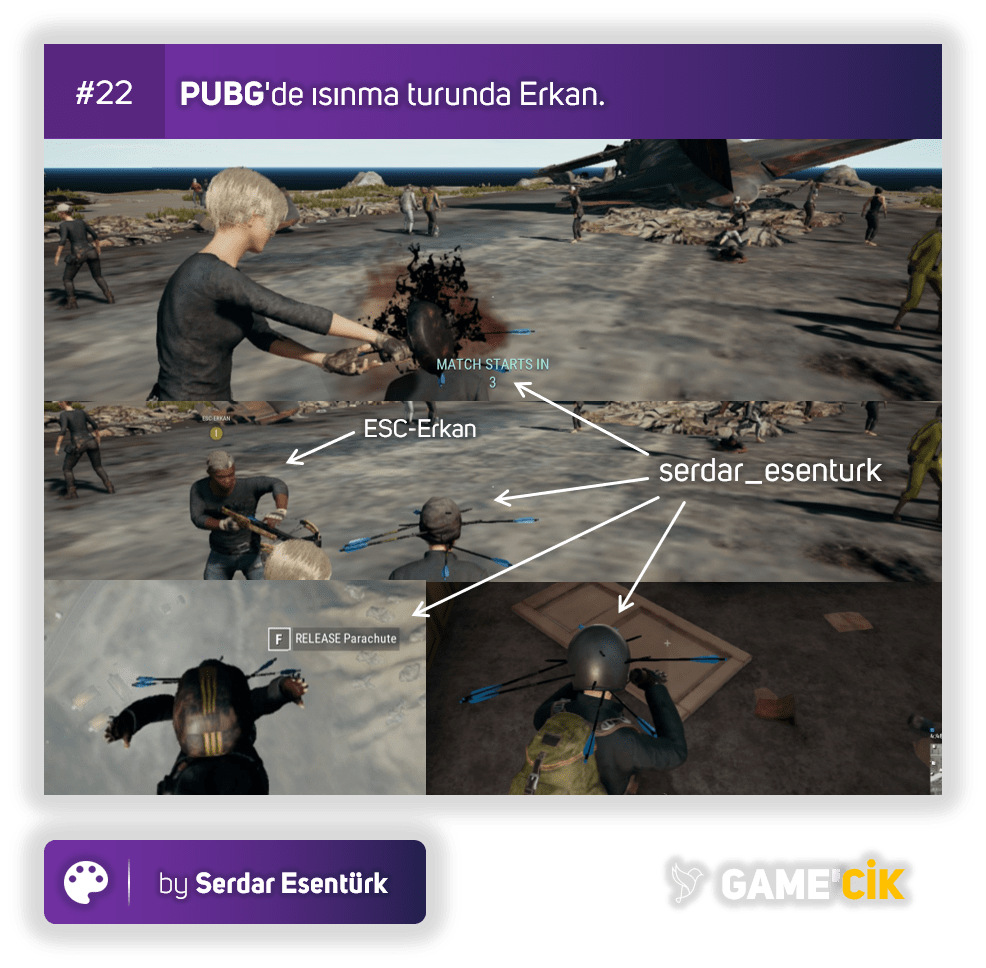 #22
PUBG'de ısınma turunda Erkan.
MATCH STARTS IN
3
ESC-ERKAN
1
ESC-Erkan
serdar_esenturk
F RELEASE Parachute
by Serdar Esentürk
GAME'CİK